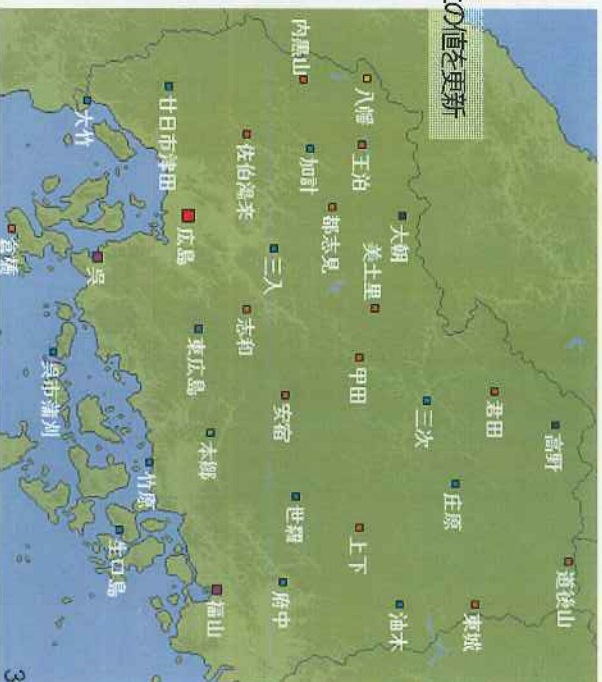 の値を更新
内黒山
八幡
王泊
大朝
美土里
都志見
加計
佐伯湯来
廿日市津田
大竹
広島
三入
呉
倉橋
志和
東広島
呉市蒲刈
甲田
安宿
三次
君田
高野
本郷
竹原
庄原
世羅
上下
生口島
府中
福山
油木
東城
道後山
3